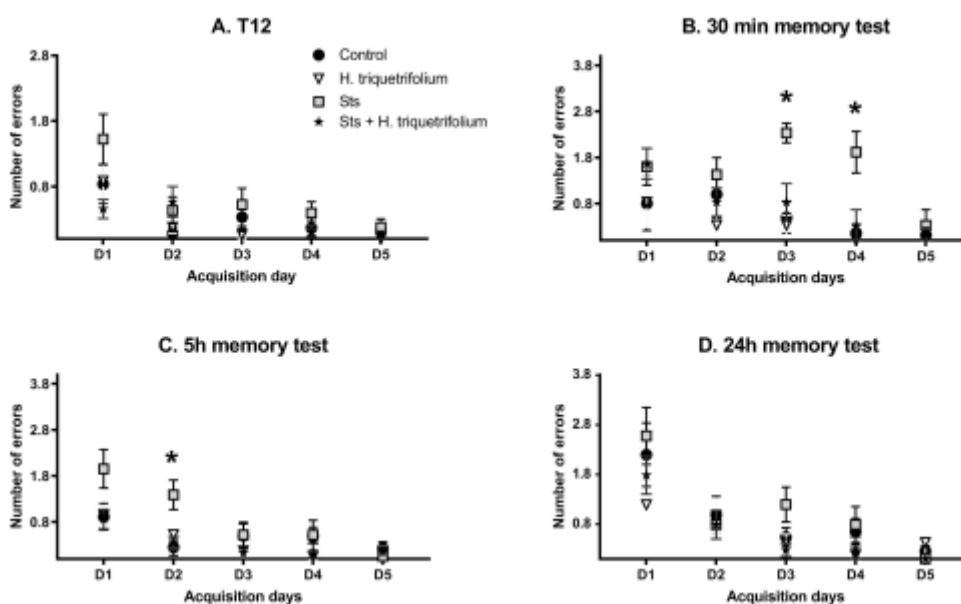 A. T12
Number of errors
2.8
1.8
0.8
D1 D2 D3 D4 D5
Acquisition day
Control
H. triquetrifolium
Sts
Sts + H. triquetrifolium
B. 30 min memory test
Number of errors
3.8
2.8
1.8
0.8
* *
D1 D2 D3 D4 D5
Acquisition days
C. 5h memory test
Number of errors
3.8
2.8
1.8
0.8
*
D1 D2 D3 D4 D5
Acquisition days
D. 24h memory test
Number of errors
3.8
2.8
1.8
0.8
D1 D2 D3 D4 D5
Acquisition days